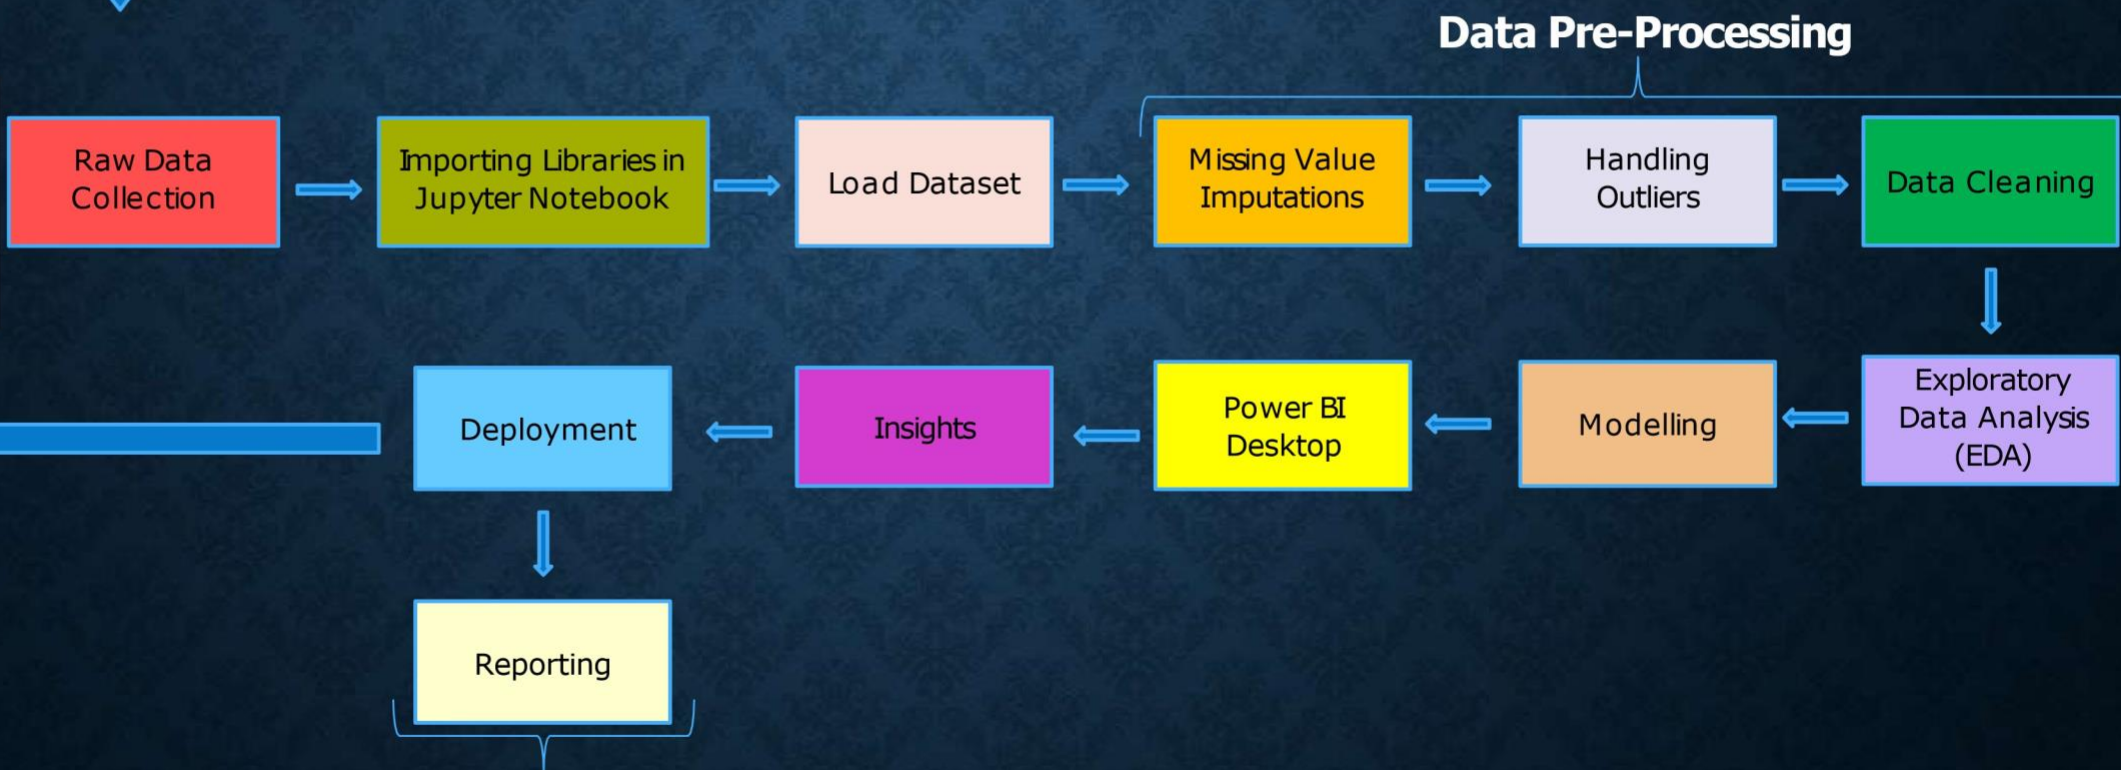 Data Pre-Processing
Raw Data
Collection
Importing Libraries in
Jupyter Notebook
Load Dataset
Missing Value
Imputations
Handling
Outliers
Data Cleaning
Deployment
Insights
Power BI
Desktop
Modelling
Exploratory
Data Analysis
(EDA)
Reporting